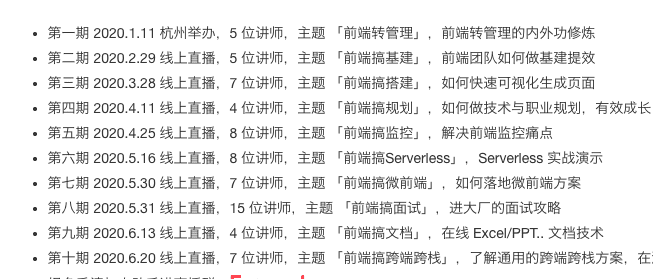 第一期 2020.1.11 杭州举办，5 位讲师，主题 「前端转管理」，前端转管理的内外功修炼
第二期 2020.2.29 线上直播，5 位讲师，主题 「前端搞基建」，前端团队如何做基建提效
第三期 2020.3.28 线上直播，7 位讲师，主题 「前端搞搭建」，如何快速可视化生成页面
第四期 2020.4.11 线上直播，4 位讲师，主题 「前端搞规划」，如何做技术与职业规划，有效成长
第五期 2020.4.25 线上直播，8 位讲师，主题 「前端搞监控」，解决前端监控痛点
第六期 2020.5.16 线上直播，8 位讲师，主题 「前端搞Serverless」，Serverless 实战演示
第七期 2020.5.30 线上直播，7 位讲师，主题 「前端搞微前端」，如何落地微前端方案
第八期 2020.5.31 线上直播，15 位讲师，主题 「前端搞面试」，进大厂的面试攻略
第九期 2020.6.13 线上直播，4 位讲师，主题 「前端搞文档」，在线 Excel/PPT.. 文档技术
第十期 2020.6.20 线上直播，7 位讲师，主题 「前端搞跨端跨栈」，了解通用的跨端跨栈方案，在